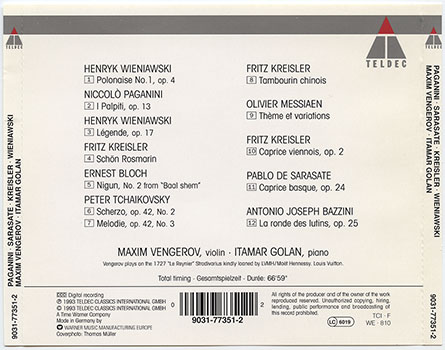 TELDEC
TELDEC
HENRYK WIENIAWSKI
1 Polonaise No.1, op. 4
NICCOLÒ PAGANINI
2 I Palpiti, op. 13
HENRYK WIENIAWSKI
3 Légende, op. 17
FRITZ KREISLER
4 Schön Rosmarin
ERNEST BLOCH
5 Nigun, No. 2 from "Baal shem"
PETER TCHAIKOVSKY
6 Scherzo, op. 42, No. 2
7 Melodie, op. 42, No. 3
FRITZ KREISLER
8 Tambourin chinois
OLIVIER MESSIAEN
9 Thème et variations
FRITZ KREISLER
10 Caprice viennois, op. 2
PABLO DE SARASATE
11 Caprice basque, op. 24
ANTONIO JOSEPH BAZZINI
12 La ronde des lutins, op. 25
MAXIM VENGEROV, violin · ITAMAR GOLAN, piano
Vengerov plays on the 1727 "Le Reynier" Stradivarius kindly loaned by LVMH/Moët Hennessy. Louis Vuitton.
Total timing · Gesamtspielzeit · Durée: 66'59"
DDD Digital recording
℗ 1993 TELDEC CLASSICS INTERNATIONAL GMBH
© 1993 TELDEC CLASSICS INTERNATIONAL GMBH
A Time Warner Company
Made in Germany by
WARNER MUSIC MANUFACTURING EUROPE
Coverphoto: Thomas Müller
0 2
9031-77351-2
All rights of the producer and of the owner of the work
reproduced reserved. Unauthorized copying, hiring,
lending, public performance and broadcasting
of this record prohibited.
LC 6019
TCI · F
WE · 810
PAGANINI · SARASATE · KREISLER · WIENIAWSKI
MAXIM VENGEROV · ITAMAR GOLAN
9031-77351-2
PAGANINI · SARASATE · KREISLER · WIENIAWSKI
MAXIM VENGEROV · ITAMAR GOLAN
9031-77351-2